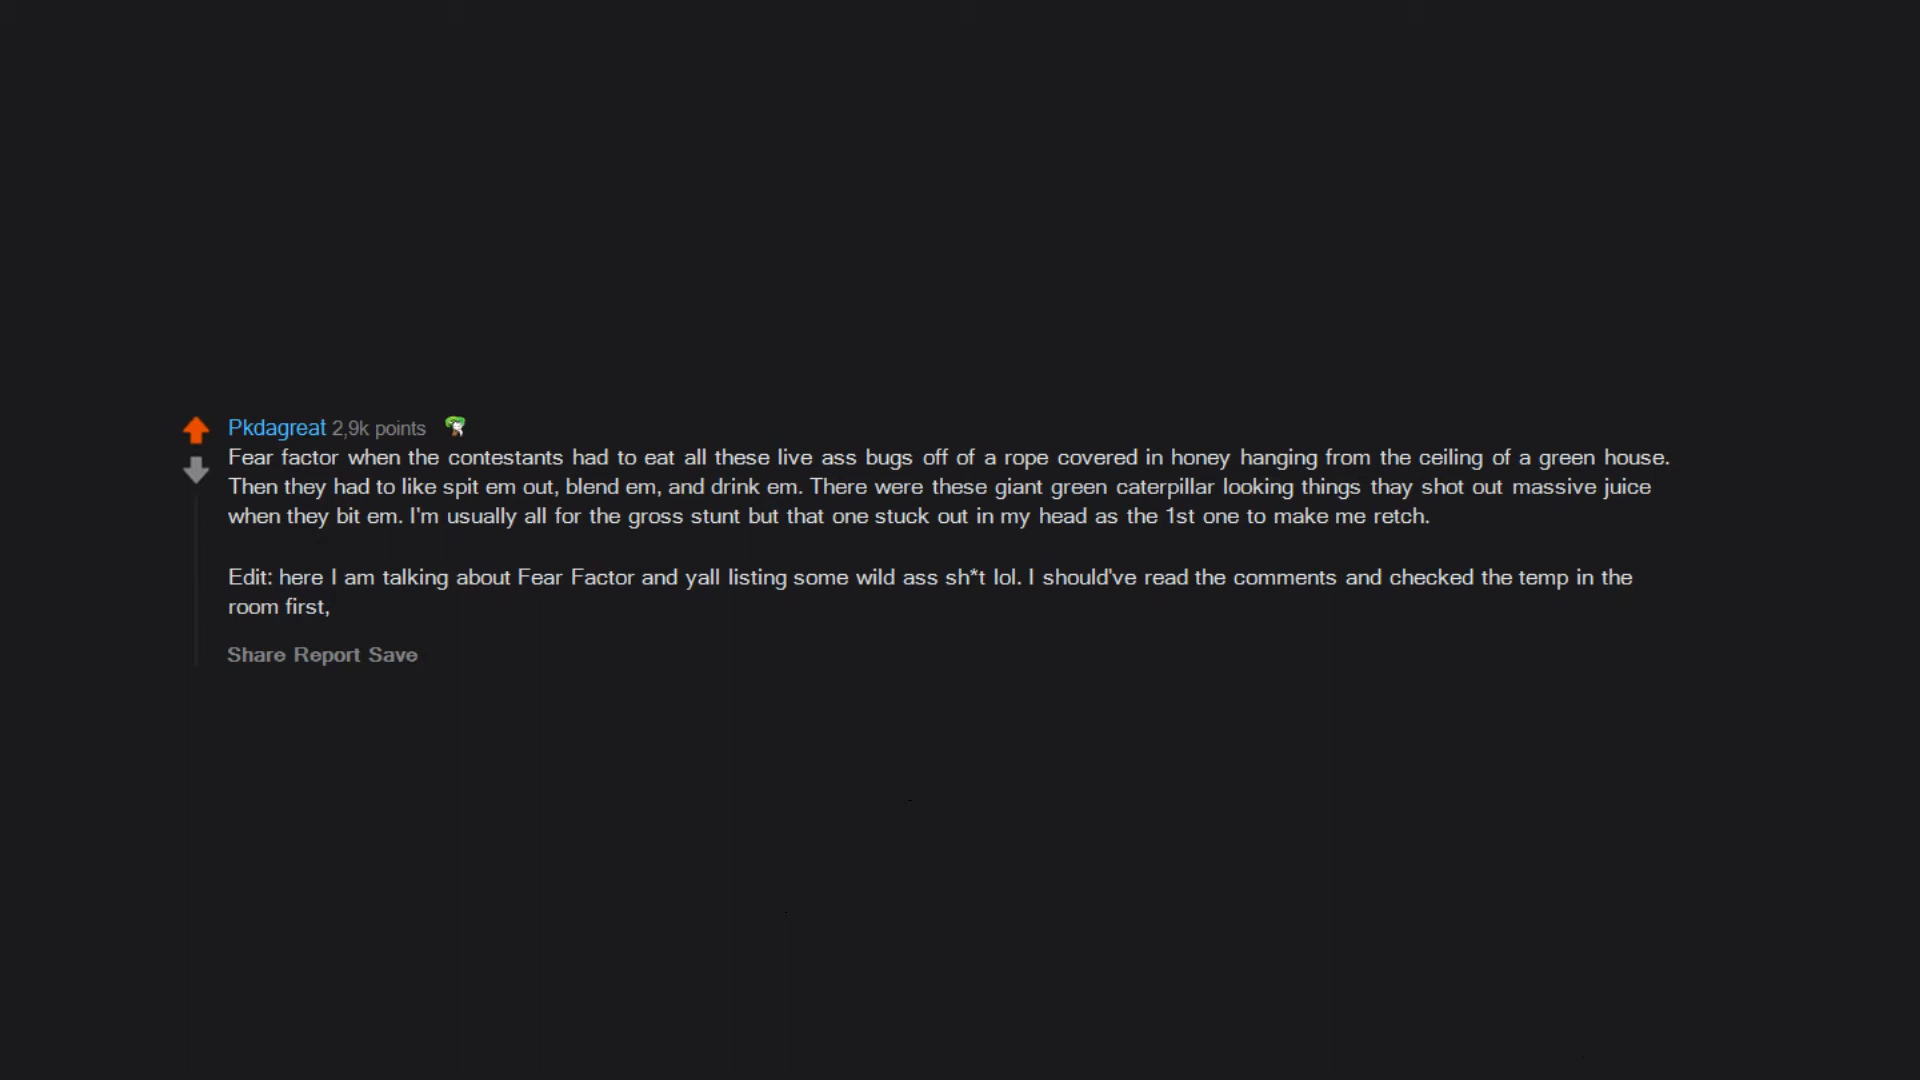 Pkdagreat 2,9k points
Fear factor when the contestants had to eat all these live ass bugs off of a rope covered in honey hanging from the ceiling of a green house.
Then they had to like spit em out, blend em, and drink em. There were these giant green caterpillar looking things thay shot out massive juice
when they bit em. I'm usually all for the gross stunt but that one stuck out in my head as the 1st one to make me retch.
Edit: here I am talking about Fear Factor and yall listing some wild ass sh*t lol. I should've read the comments and checked the temp in the
room first,
Share Report Save